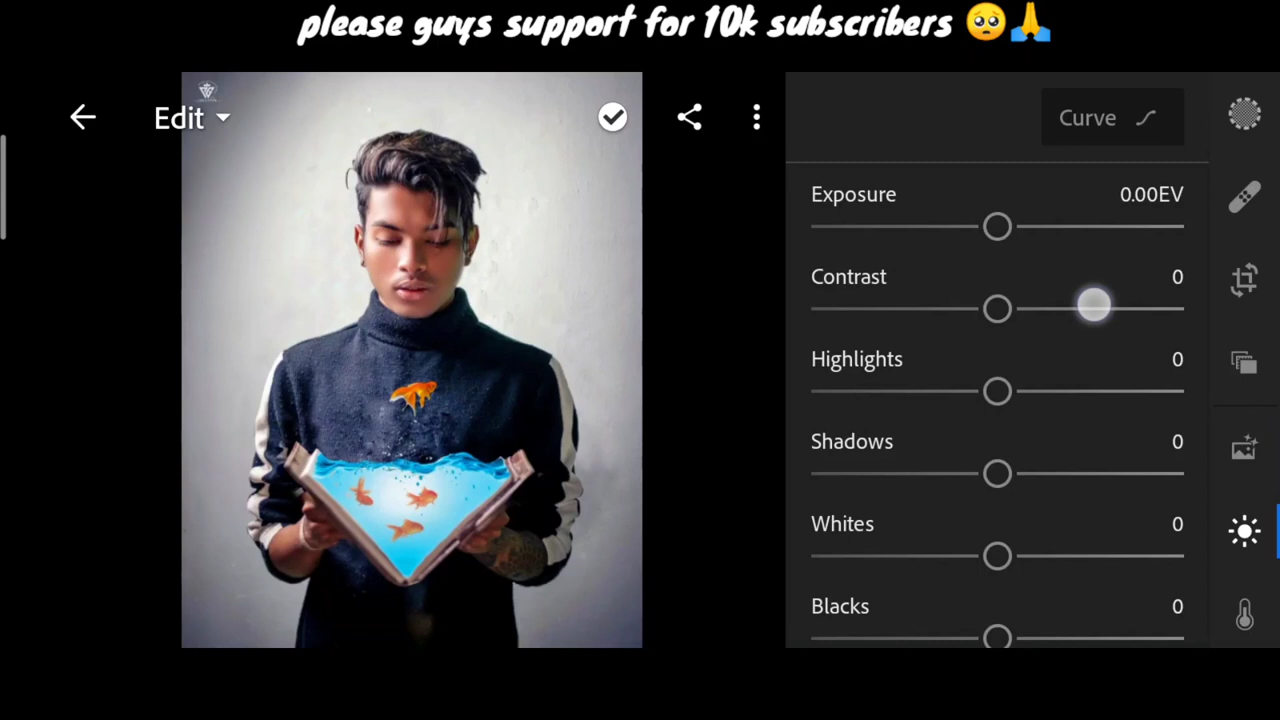 please guys support for 10k subscribers 🥺🙏
Edit
Curve
Exposure 0.00EV
Contrast 0
Highlights 0
Shadows 0
Whites 0
Blacks 0